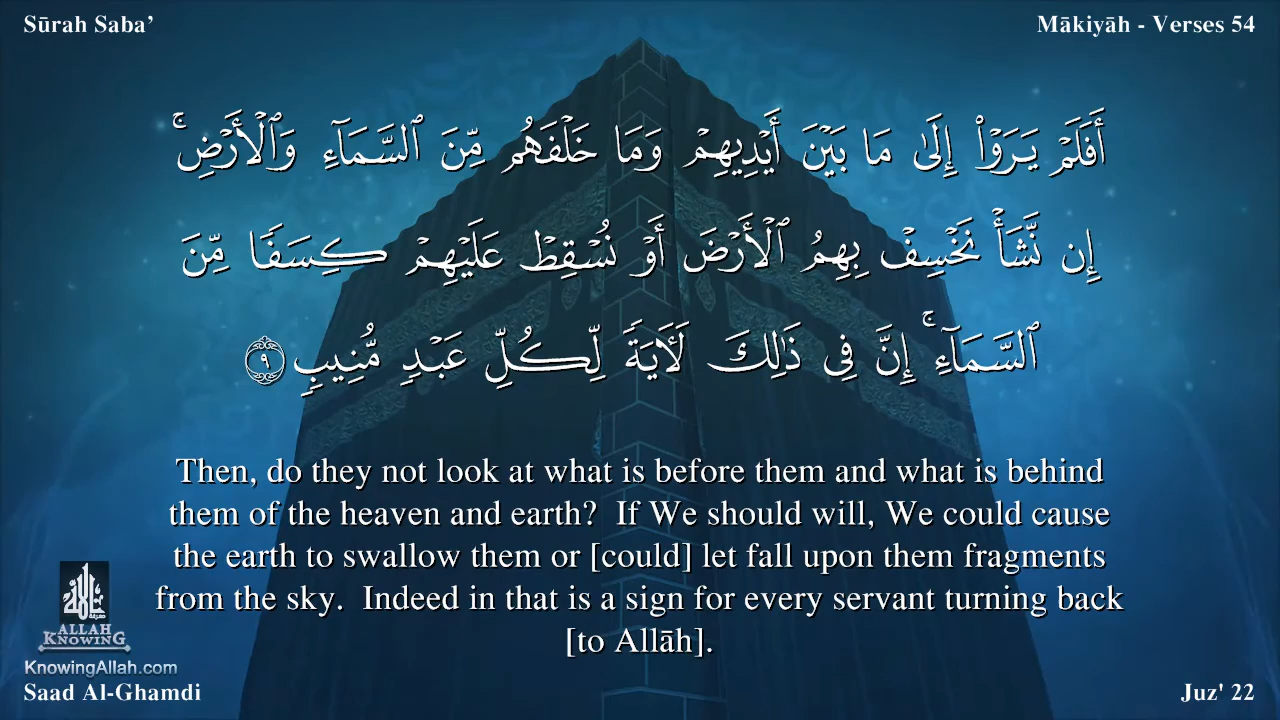 Sūrah Saba’
Mākiyāh - Verses 54
أَفَلَمْ يَرَوْا۟ إِلَىٰ مَا بَيْنَ أَيْدِيهِمْ وَمَا خَلْفَهُم مِّنَ ٱلسَّمَآءِ وَٱلْأَرْضِ ۚ
إِن نَّشَأْ نَخْسِفْ بِهِمُ ٱلْأَرْضَ أَوْ نُسْقِطْ عَلَيْهِمْ كِسَفًا مِّنَ
ٱلسَّمَآءِ ۚ إِنَّ فِى ذَٰلِكَ لَـَٔايَةً لِّكُلِّ عَبْدٍ مُّنِيبٍ ٩
Then, do they not look at what is before them and what is behind
them of the heaven and earth? If We should will, We could cause
the earth to swallow them or [could] let fall upon them fragments
from the sky. Indeed in that is a sign for every servant turning back
[to Allāh].
ALLAH
KNOWING
KnowingAllah.com
Saad Al-Ghamdi
Juz' 22